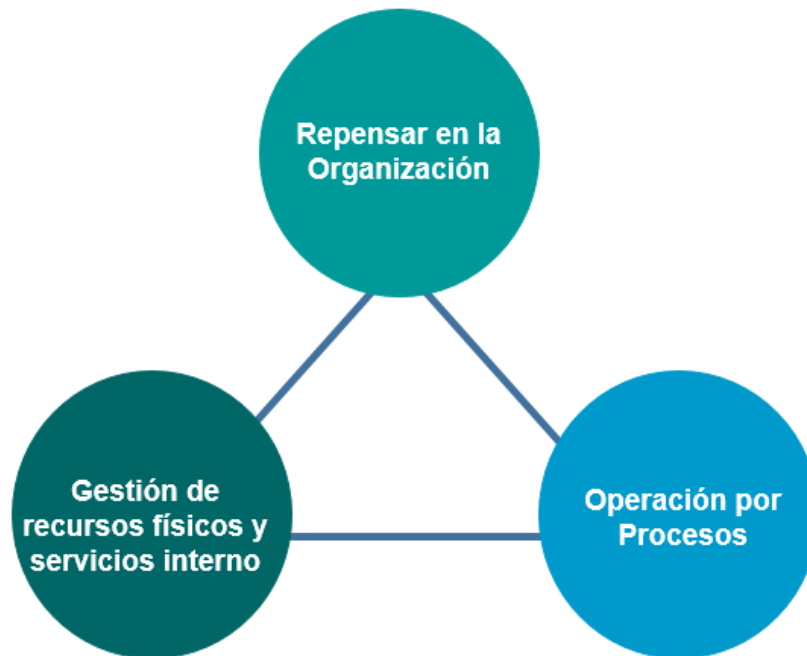 Repensar en la
Organización
Gestión de
recursos físicos y
servicios interno
Operación por
Procesos